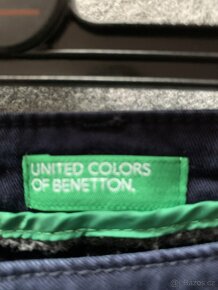 UNITED COLORS
OF BENETTON.
Bazos.cz